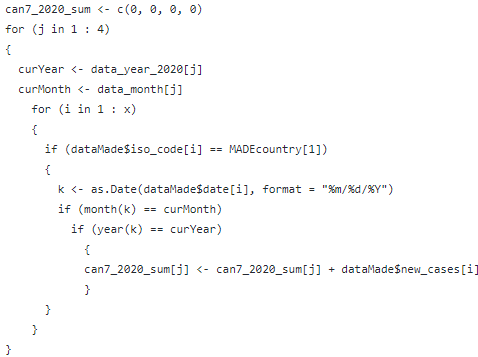 can7_2020_sum <- c(0, 0, 0, 0)
for (j in 1 : 4)
{
  curYear <- data_year_2020[j]
  curMonth <- data_month[j]
    for (i in 1 : x)
    {
      if (dataMade$iso_code[i] == MADEcountry[1])
      {
        k <- as.Date(dataMade$date[i], format = "%m/%d/%Y")
        if (month(k) == curMonth)
          if (year(k) == curYear)
            {
            can7_2020_sum[j] <- can7_2020_sum[j] + dataMade$new_cases[i]
            }
      }
    }
}